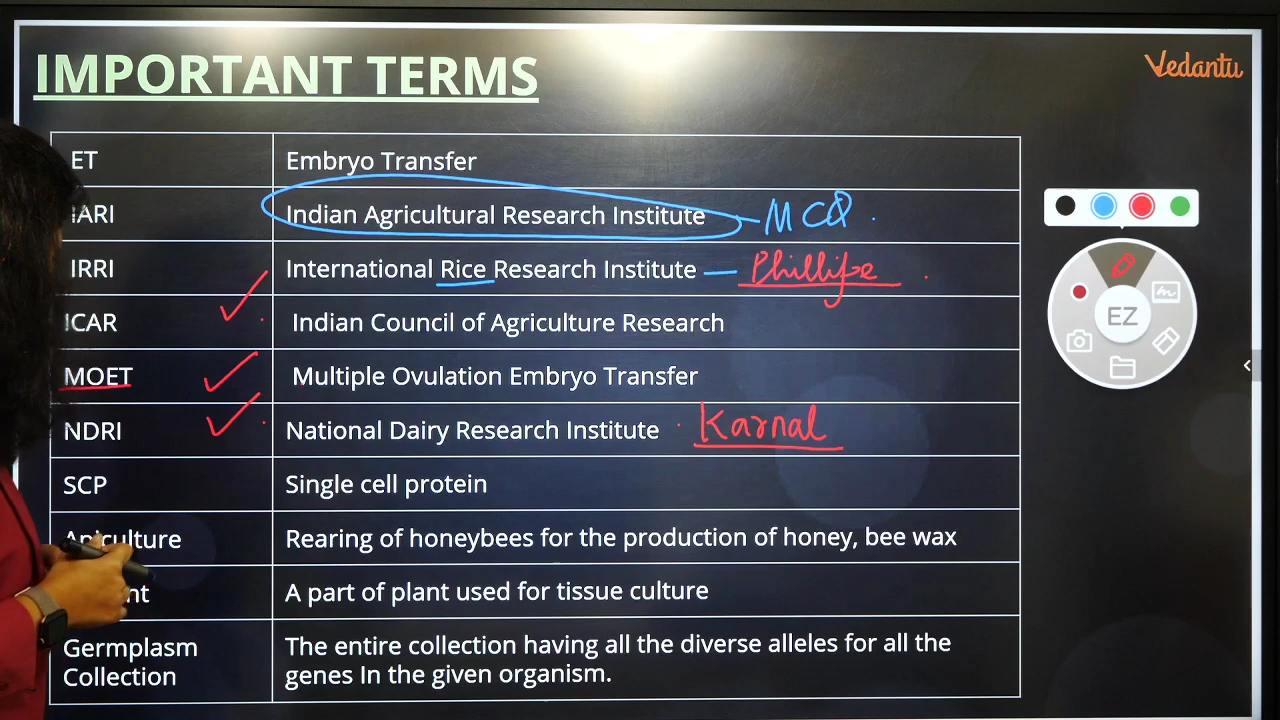 IMPORTANT TERMS
Vedantu
ET Embryo Transfer
IARI Indian Agricultural Research Institute MCQ
IRRI International Rice Research Institute
ICAR Indian Council of Agriculture Research
MOET Multiple Ovulation Embryo Transfer
NDRI National Dairy Research Institute Karnal
SCP Single cell protein
Apiculture Rearing of honeybees for the production of honey, bee wax
A part of plant used for tissue culture
Germplasm
Collection
The entire collection having all the diverse alleles for all the
genes In the given organism.
EZ